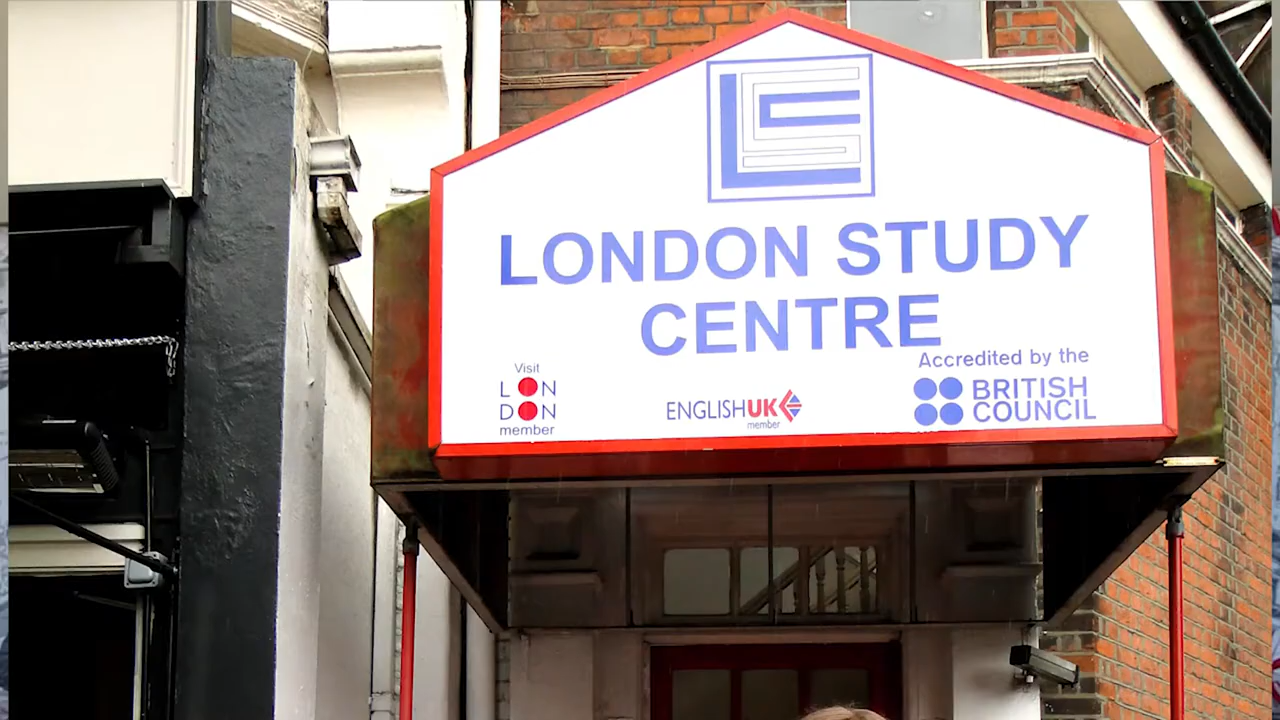 LONDON STUDY
CENTRE
Accredited by the
Visit
LON
DON
member
ENGLISHUK
member
BRITISH
COUNCIL